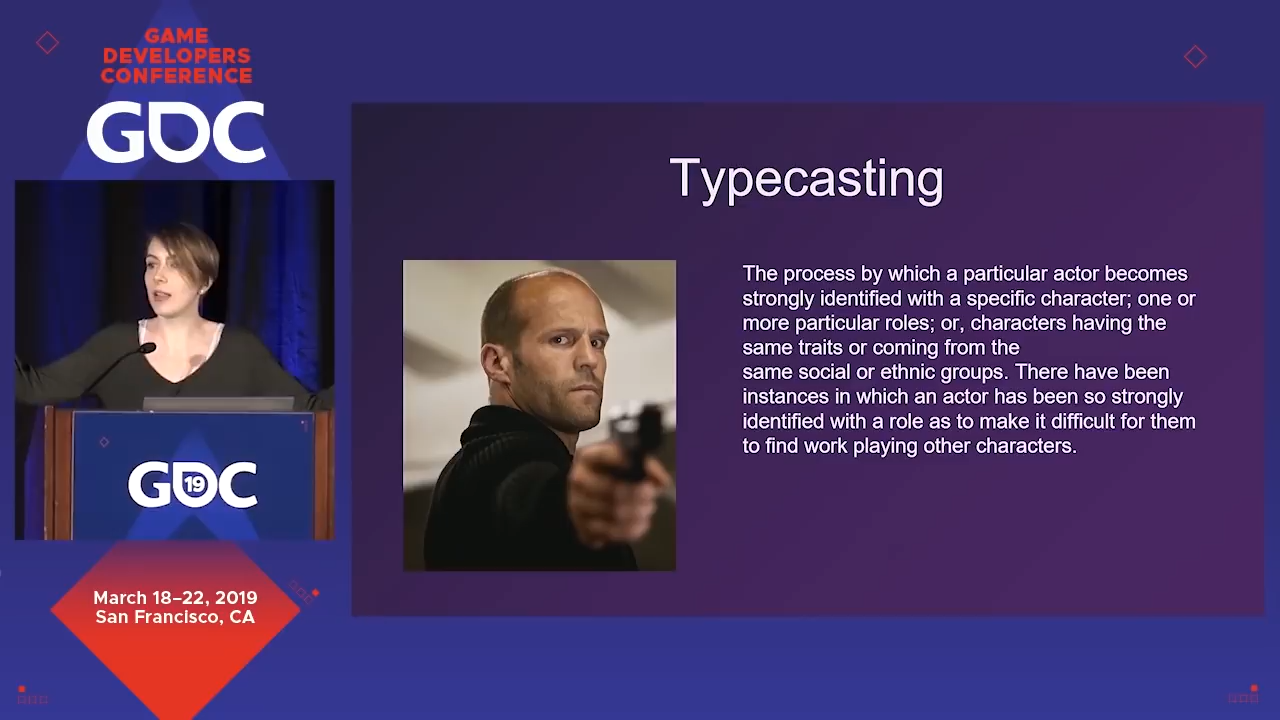 GAME
DEVELOPERS
CONFERENCE
GDC
Typecasting
The process by which a particular actor becomes
strongly identified with a specific character; one or
more particular roles; or, characters having the
same traits or coming from the
same social or ethnic groups. There have been
instances in which an actor has been so strongly
identified with a role as to make it difficult for them
to find work playing other characters.
GDC
19
March 18–22, 2019
San Francisco, CA